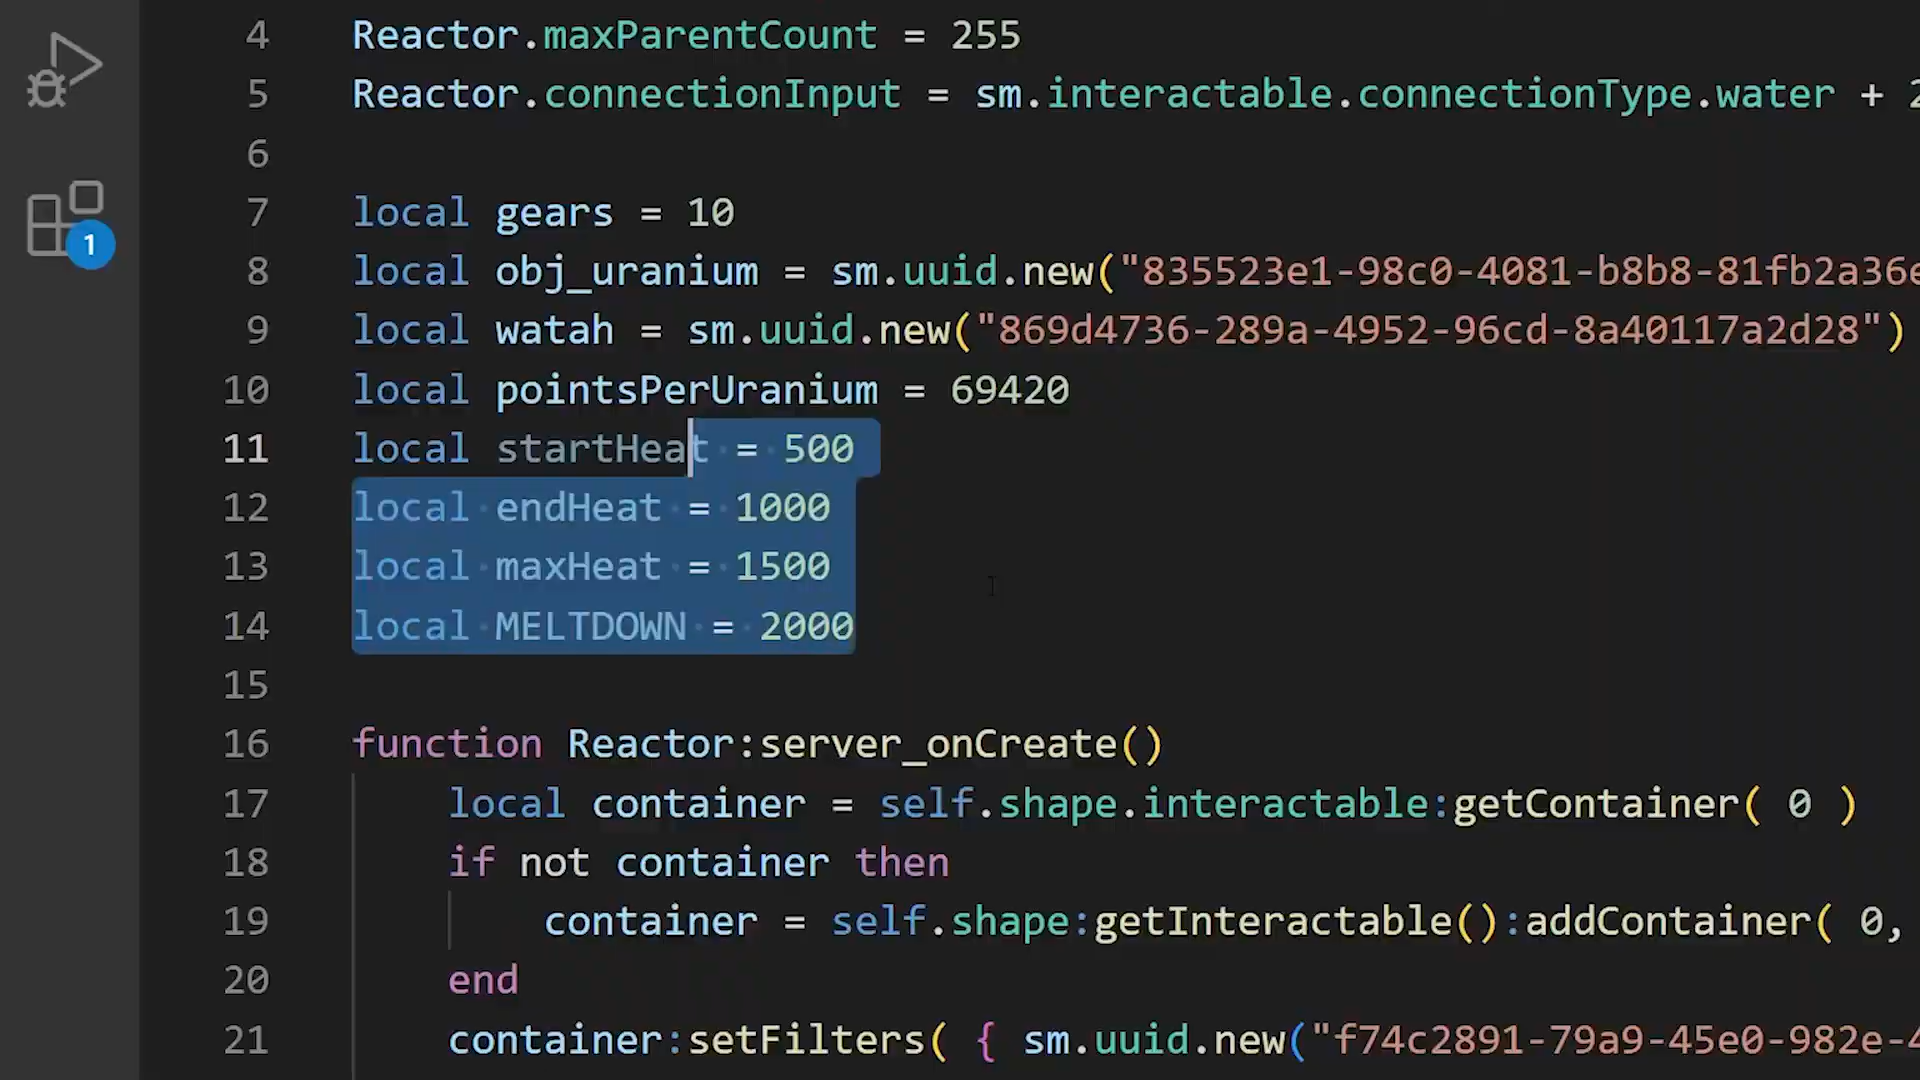 4 Reactor.maxParentCount = 255
5 Reactor.connectionInput = sm.interactable.connectionType.water + 2
6
7 local gears = 10
8 local obj_uranium = sm.uuid.new("835523e1-98c0-4081-b8b8-81fb2a36e
9 local watah = sm.uuid.new("869d4736-289a-4952-96cd-8a40117a2d28")
10 local pointsPerUranium = 69420
11 local startHeat = 500
12 local endHeat = 1000
13 local maxHeat = 1500
14 local MELTDOWN = 2000
15
16 function Reactor:server_onCreate()
17 local container = self.shape.interactable:getContainer( 0 )
18 if not container then
19 container = self.shape:getInteractable():addContainer( 0,
20 end
21 container:setFilters( { sm.uuid.new("f74c2891-79a9-45e0-982e-4
1